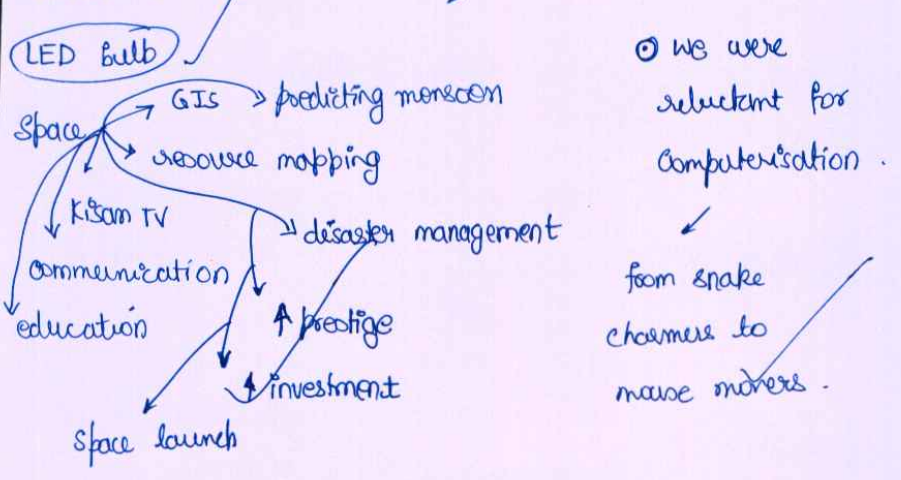 LED Bulb
Space
GIS
predicting monsoon
resource mapping
Kisan TV
disaster management
communication
education
↑ prestige
↑ investment
space launch
⊙ we were
reluctant for
computerisation.
from snake
charmers to
mouse movers.